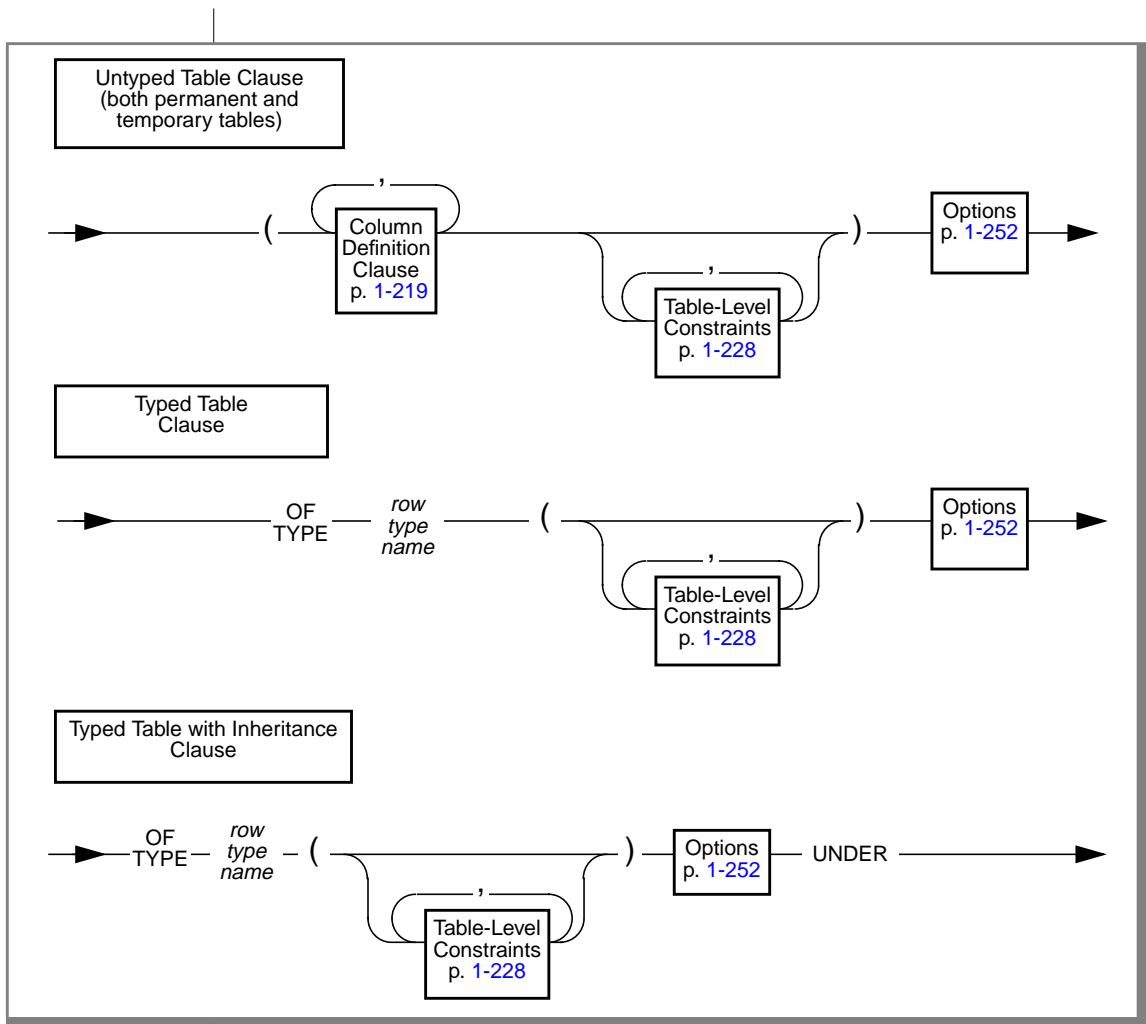 Untyped Table Clause
(both permanent and
temporary tables)
,
(
Column
Definition
Clause
p. 1-219
,
Table-Level
Constraints
p. 1-228
)
Options
p. 1-252
Typed Table
Clause
OF
TYPE
row
type
name
(
,
Table-Level
Constraints
p. 1-228
)
Options
p. 1-252
Typed Table with Inheritance
Clause
OF
TYPE
row
type
name
(
,
Table-Level
Constraints
p. 1-228
)
Options
p. 1-252
UNDER